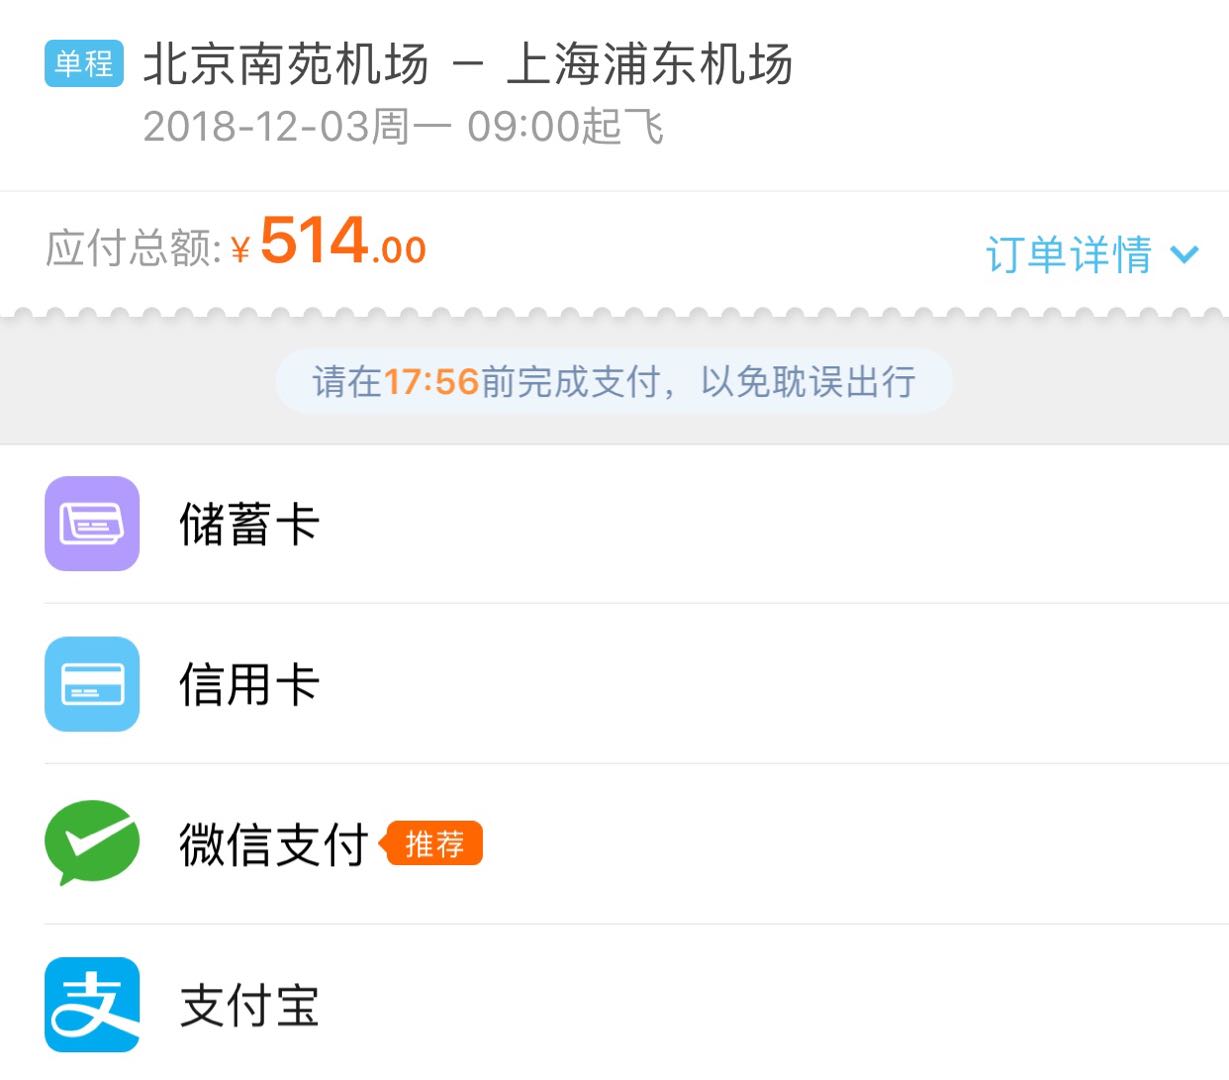 单程 北京南苑机场 — 上海浦东机场
2018-12-03周一 09:00起飞
应付总额: ¥514.00 订单详情
请在17:56前完成支付，以免耽误出行
储蓄卡
信用卡
微信支付 推荐
支 支付宝